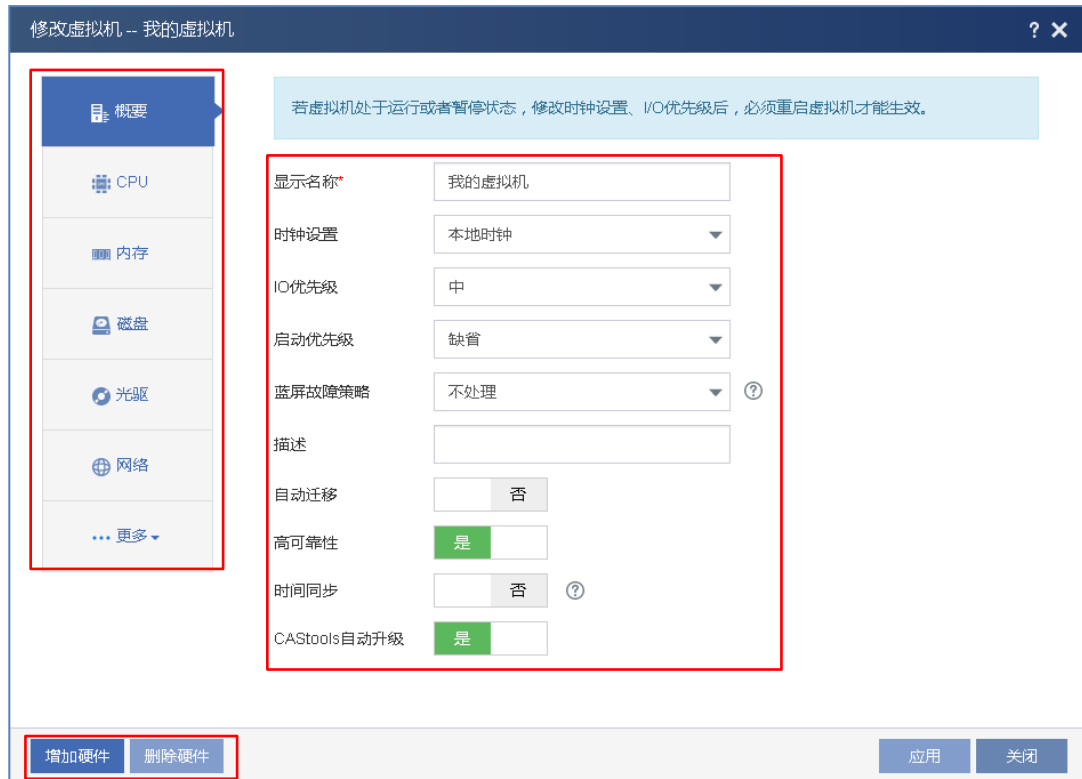 修改虚拟机 -- 我的虚拟机 ?
概要
CPU
内存
磁盘
光驱
网络
... 更多
若虚拟机处于运行或者暂停状态，修改时钟设置、I/O优先级后，必须重启虚拟机才能生效。
显示名称* 我的虚拟机
时钟设置 本地时钟
IO优先级 中
启动优先级 缺省
蓝屏故障策略 不处理 ?
描述
自动迁移 否
高可靠性 是
时间同步 否 ?
CAStools自动升级 是
增加硬件 删除硬件 应用 关闭